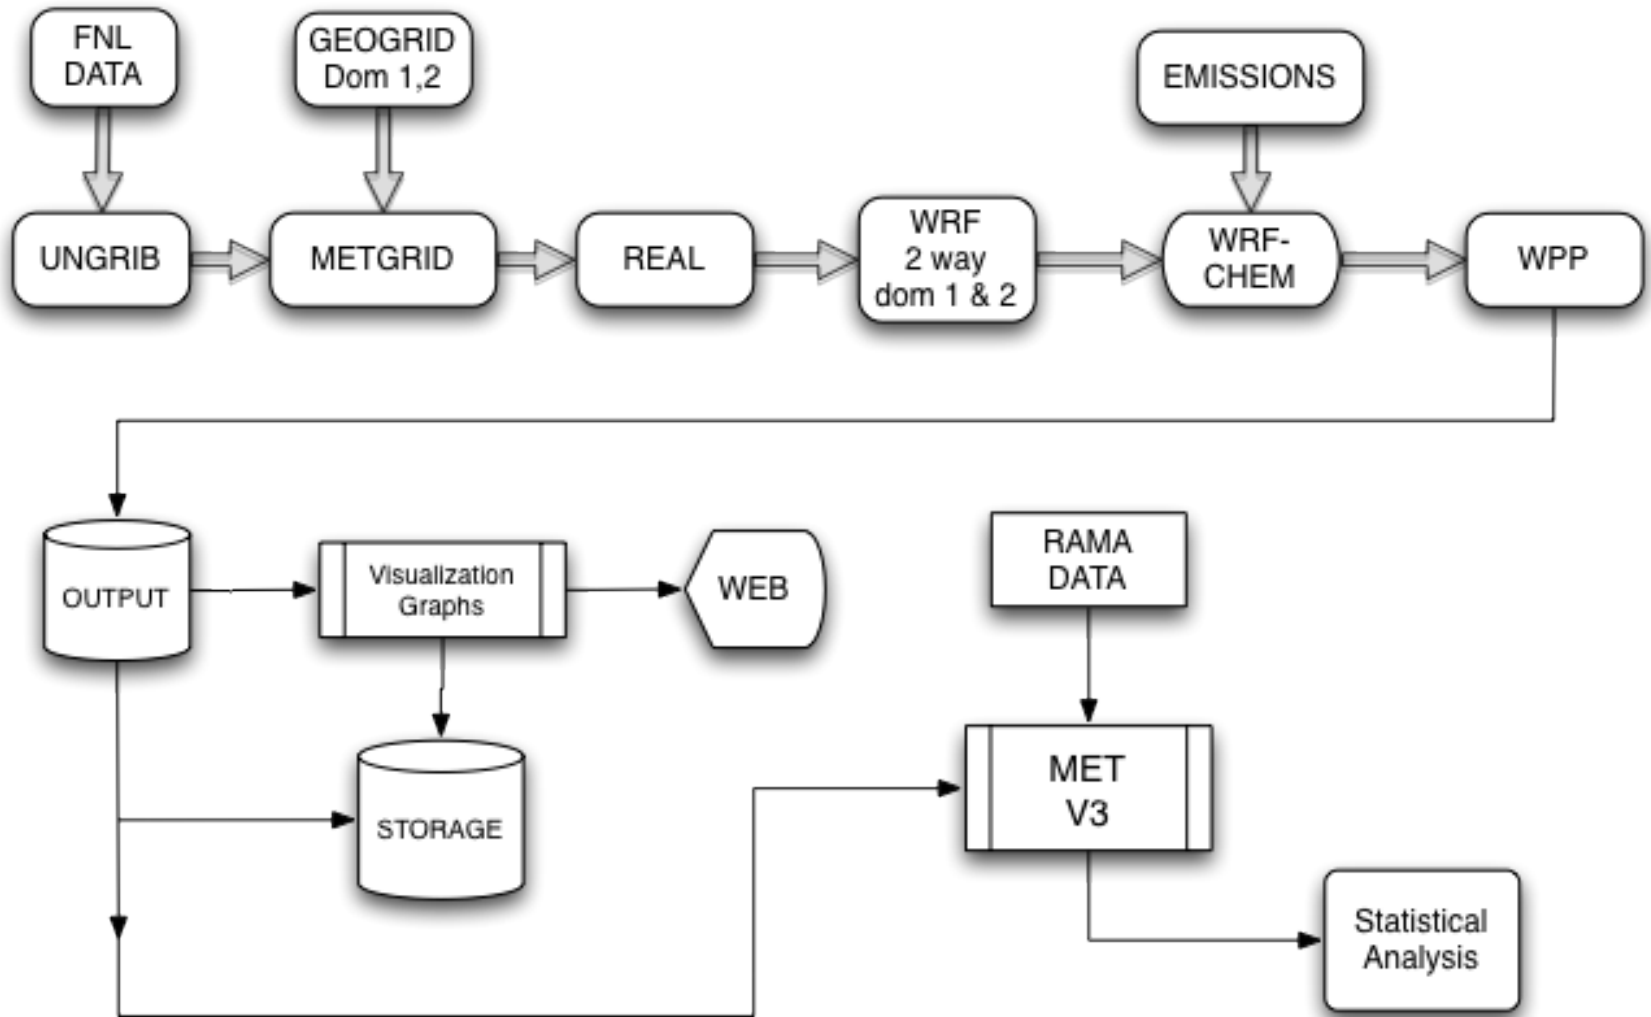 FNL
DATA
GEOGRID
Dom 1,2
EMISSIONS
UNGRIB
METGRID
REAL
WRF
2 way
dom 1 & 2
WRF-
CHEM
WPP
OUTPUT
Visualization
Graphs
WEB
RAMA
DATA
STORAGE
MET
V3
Statistical
Analysis